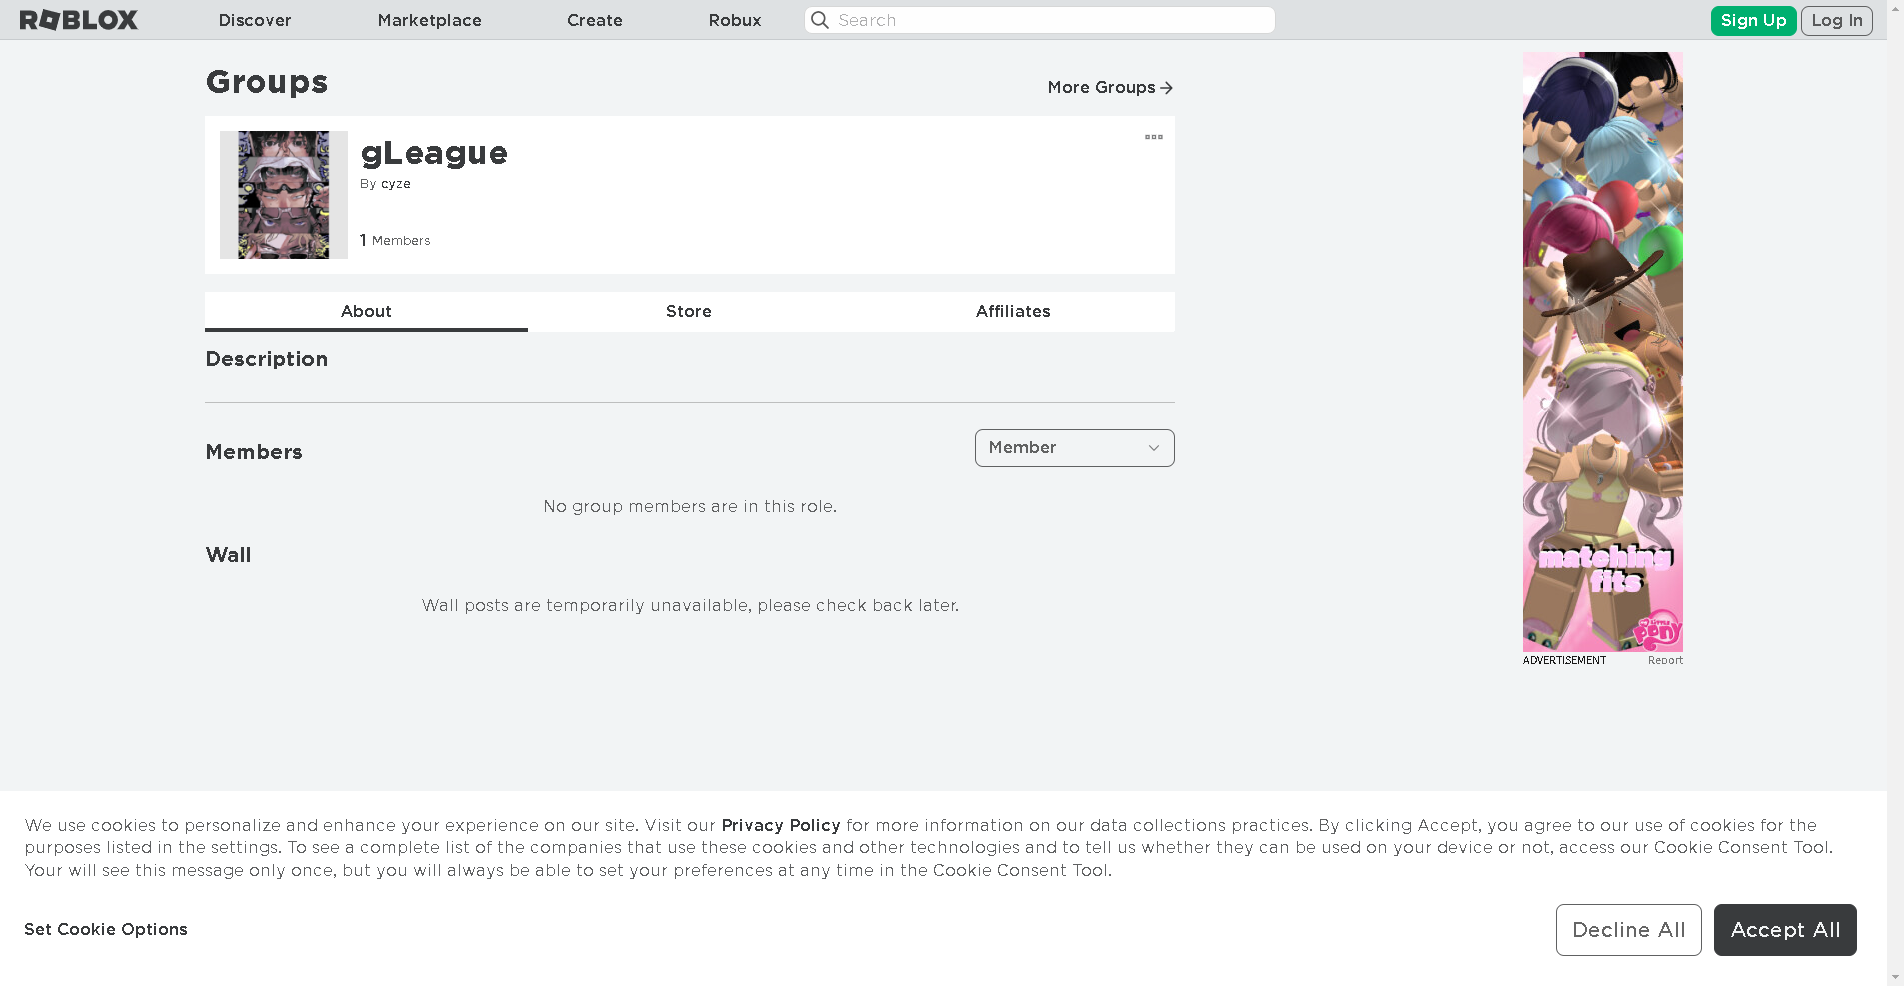 ROBLOX
Discover
Marketplace
Create
Robux
Search
Sign Up
Log In
Groups
More Groups
gLeague
By cyze
1 Members
About
Store
Affiliates
Description
Members
Member
No group members are in this role.
Wall
Wall posts are temporarily unavailable, please check back later.
matching
fits
MY LITTLE
PONY
ADVERTISEMENT
Report
We use cookies to personalize and enhance your experience on our site. Visit our Privacy Policy for more information on our data collections practices. By clicking Accept, you agree to our use of cookies for the
purposes listed in the settings. To see a complete list of the companies that use these cookies and other technologies and to tell us whether they can be used on your device or not, access our Cookie Consent Tool.
Your will see this message only once, but you will always be able to set your preferences at any time in the Cookie Consent Tool.
Set Cookie Options
Decline All
Accept All